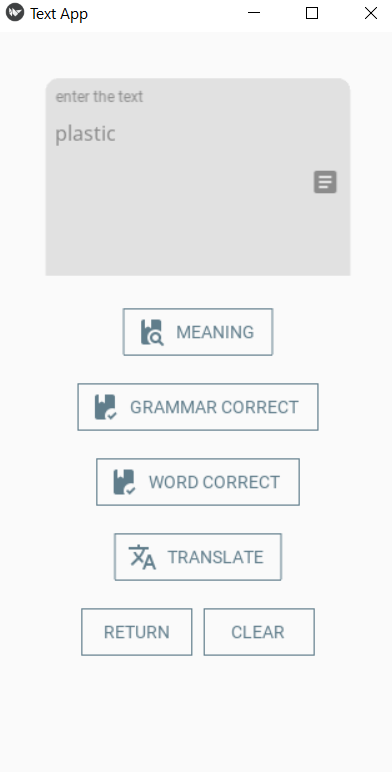 Text App
enter the text
plastic
MEANING
GRAMMAR CORRECT
WORD CORRECT
TRANSLATE
RETURN CLEAR